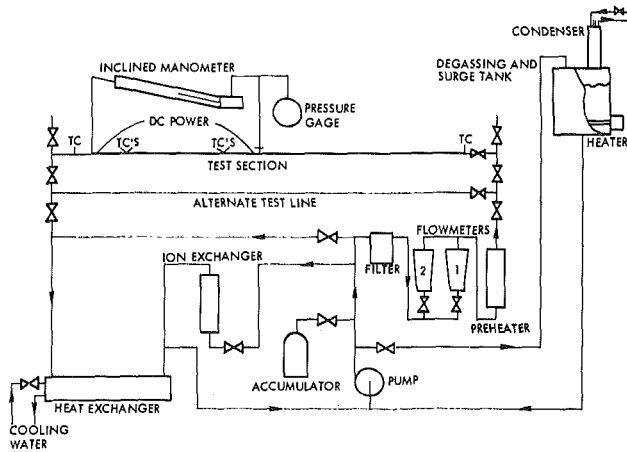 CONDENSER
DEGASSING AND
SURGE TANK
INCLINED MANOMETER
PRESSURE
GAGE
DC POWER
HEATER
TC
TC'S
TC'S
TC
TEST SECTION
ALTERNATE TEST LINE
FLOWMETERS
ION EXCHANGER
FILTER
2
1
PREHEATER
ACCUMULATOR
PUMP
HEAT EXCHANGER
COOLING
WATER